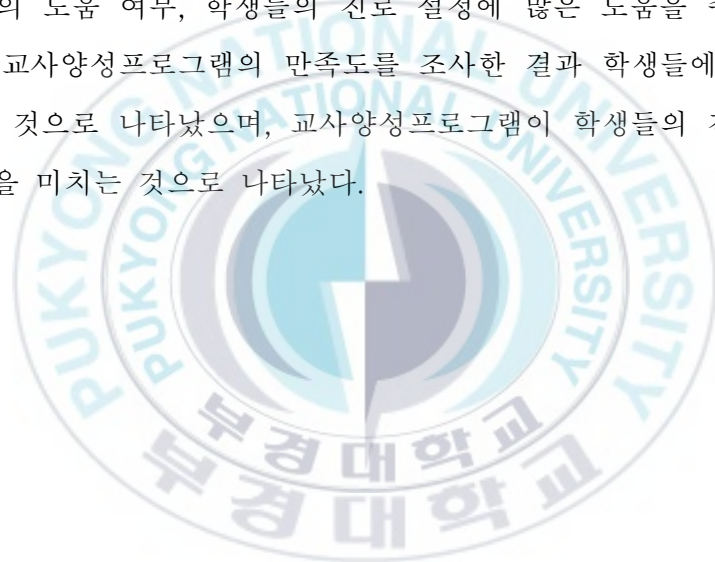 의 도움 여부, 학생들의 진로 설정에 많은 도움을
교사양성프로그램의 만족도를 조사한 결과 학생들에
것으로 나타났으며, 교사양성프로그램이 학생들의
을 미치는 것으로 나타났다.
PUKYONG NATIONAL UNIVERSITY
PUKYONG NATIONAL UNIVERSITY
부경대학교
부경대학교